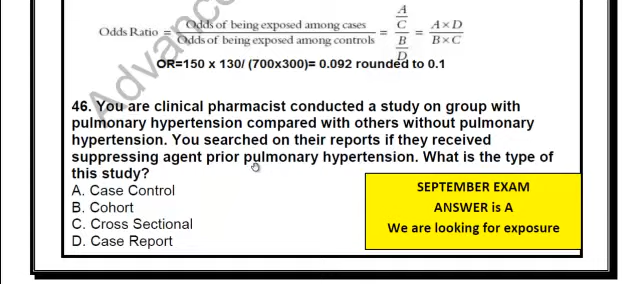 Odds Ratio = Odds of being exposed among cases / Odds of being exposed among controls = A/C / B/D = A×D / B×C
OR=150 x 130/ (700x300)= 0.092 rounded to 0.1
46. You are clinical pharmacist conducted a study on group with
pulmonary hypertension compared with others without pulmonary
hypertension. You searched on their reports if they received
suppressing agent prior pulmonary hypertension. What is the type of
this study?
A. Case Control
B. Cohort
C. Cross Sectional
D. Case Report
SEPTEMBER EXAM
ANSWER is A
We are looking for exposure
Advanc